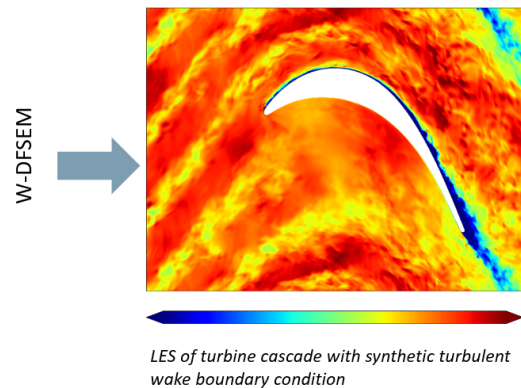 W-DFSEM
LES of turbine cascade with synthetic turbulent
wake boundary condition